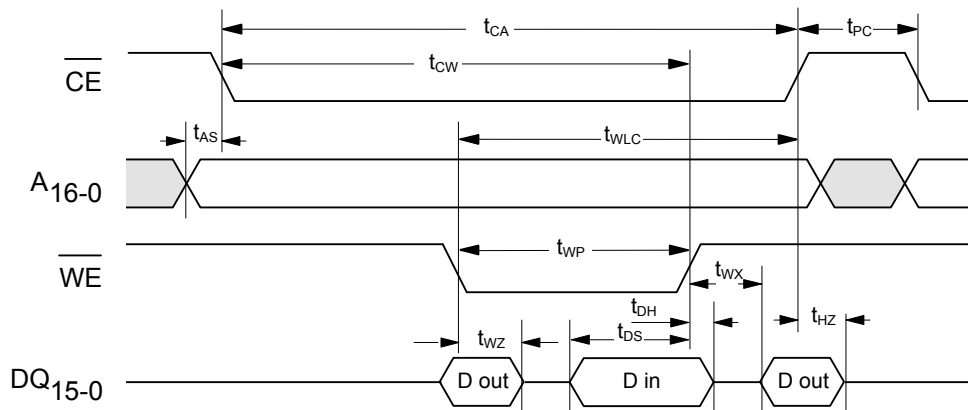 tCA
tPC
CE
tCW
tAS
tWLC
A16-0
WE
tWP
tWX
tDH
tHZ
tWZ
tDS
DQ15-0
D out
D in
D out